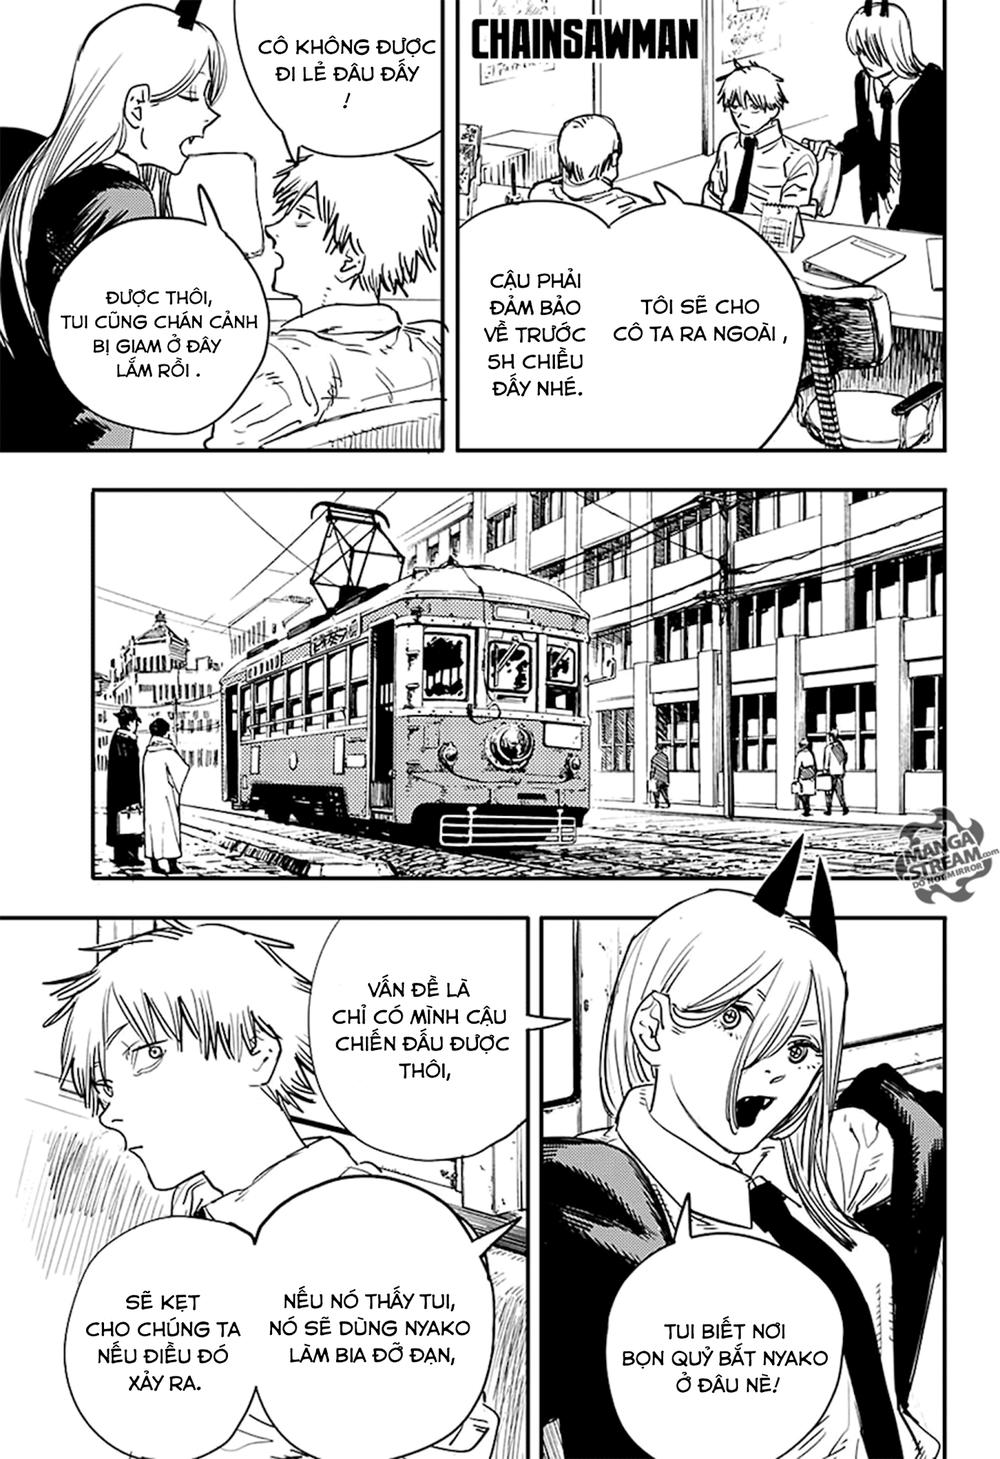 CHAINSAWMAN
TÔI SẼ CHO
CÔ TA RA NGOÀI ,
CẬU PHẢI
ĐẢM BẢO
VỀ TRƯỚC
5H CHIỀU
ĐẤY NHÉ.
CÔ KHÔNG ĐƯỢC
ĐI LẺ ĐÂU ĐẤY
!
ĐƯỢC THÔI,
TUI CŨNG CHÁN CẢNH
BỊ GIAM Ở ĐÂY
LẮM RỒI .
MANGA
STREAM.com
DO NOT MIRROR
TUI BIẾT NƠI
BỌN QUỶ BẮT NYAKO
Ở ĐÂU NÈ!
VẤN ĐỀ LÀ
CHỈ CÓ MÌNH CẬU
CHIẾN ĐẤU ĐƯỢC
THÔI,
NẾU NÓ THẤY TUI,
NÓ SẼ DÙNG NYAKO
LÀM BIA ĐỠ ĐẠN,
SẼ KẸT
CHO CHÚNG TA
NẾU ĐIỀU ĐÓ
XẢY RA.